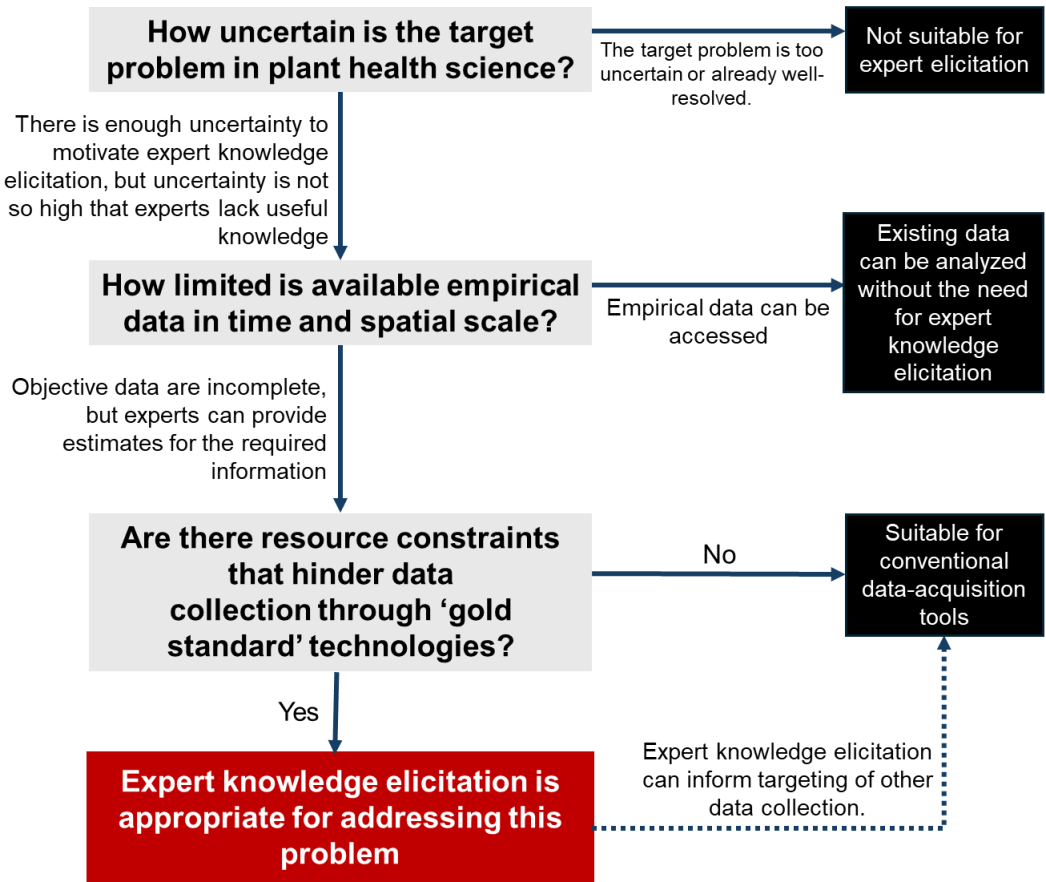 How uncertain is the target
problem in plant health science?
The target problem is too
uncertain or already well-
resolved.
Not suitable for
expert elicitation
There is enough uncertainty to
motivate expert knowledge
elicitation, but uncertainty is not
so high that experts lack useful
knowledge
How limited is available empirical
data in time and spatial scale?
Empirical data can be
accessed
Existing data
can be analyzed
without the need
for expert
knowledge
elicitation
Objective data are incomplete,
but experts can provide
estimates for the required
information
Are there resource constraints
that hinder data
collection through ‘gold
standard’ technologies?
No
Suitable for
conventional
data-acquisition
tools
Yes
Expert knowledge elicitation is
appropriate for addressing this
problem
Expert knowledge elicitation
can inform targeting of other
data collection.